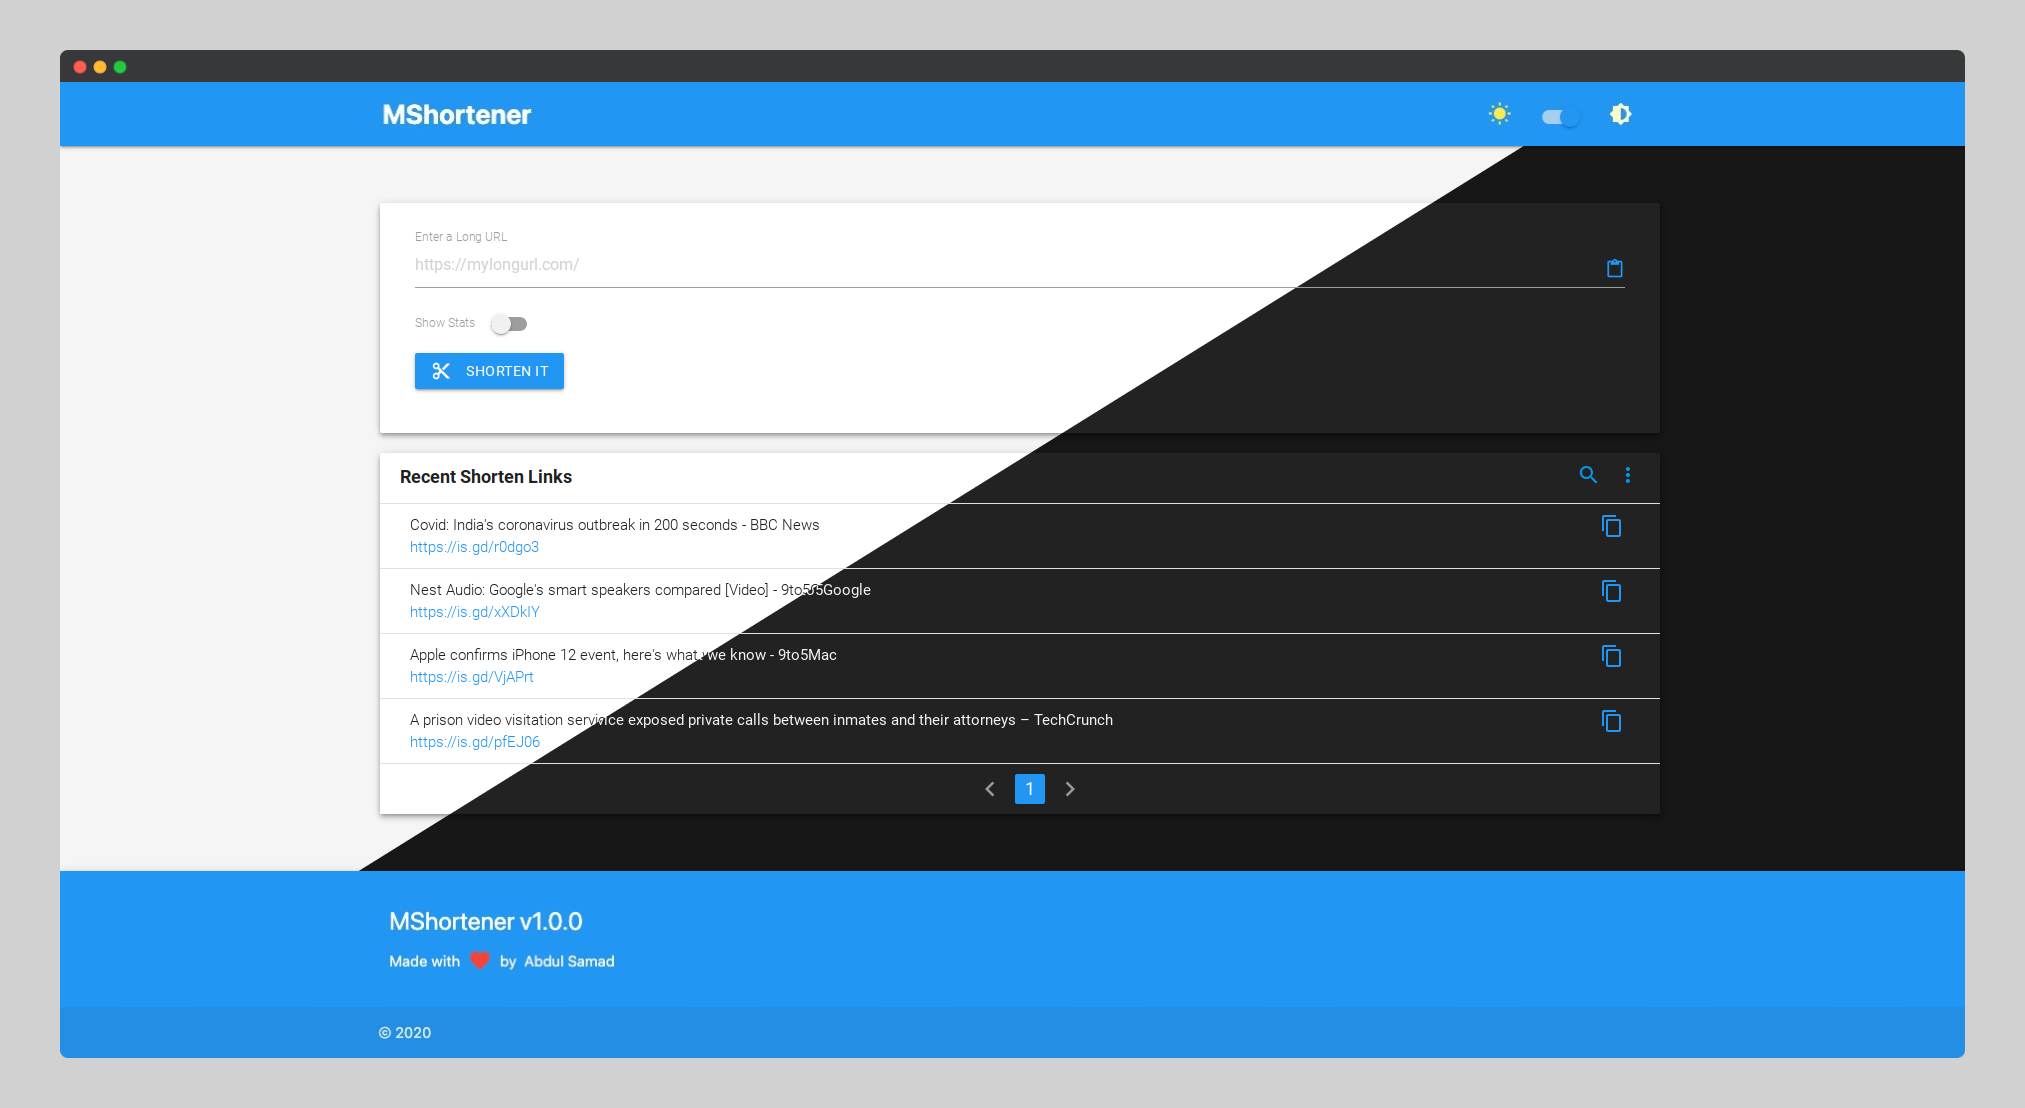 MShortener
Enter a Long URL
https://mylongurl.com/
Show Stats
SHORTEN IT
Recent Shorten Links
Covid: India's coronavirus outbreak in 200 seconds - BBC News
https://is.gd/r0dgo3
Nest Audio: Google's smart speakers compared [Video] - 9to5Google
https://is.gd/xXDkIY
Apple confirms iPhone 12 event, here's what we know - 9to5Mac
https://is.gd/VjAPrt
A prison video visitation service exposed private calls between inmates and their attorneys – TechCrunch
https://is.gd/pfEJ06
1
MShortener v1.0.0
Made with ❤ by Abdul Samad
© 2020